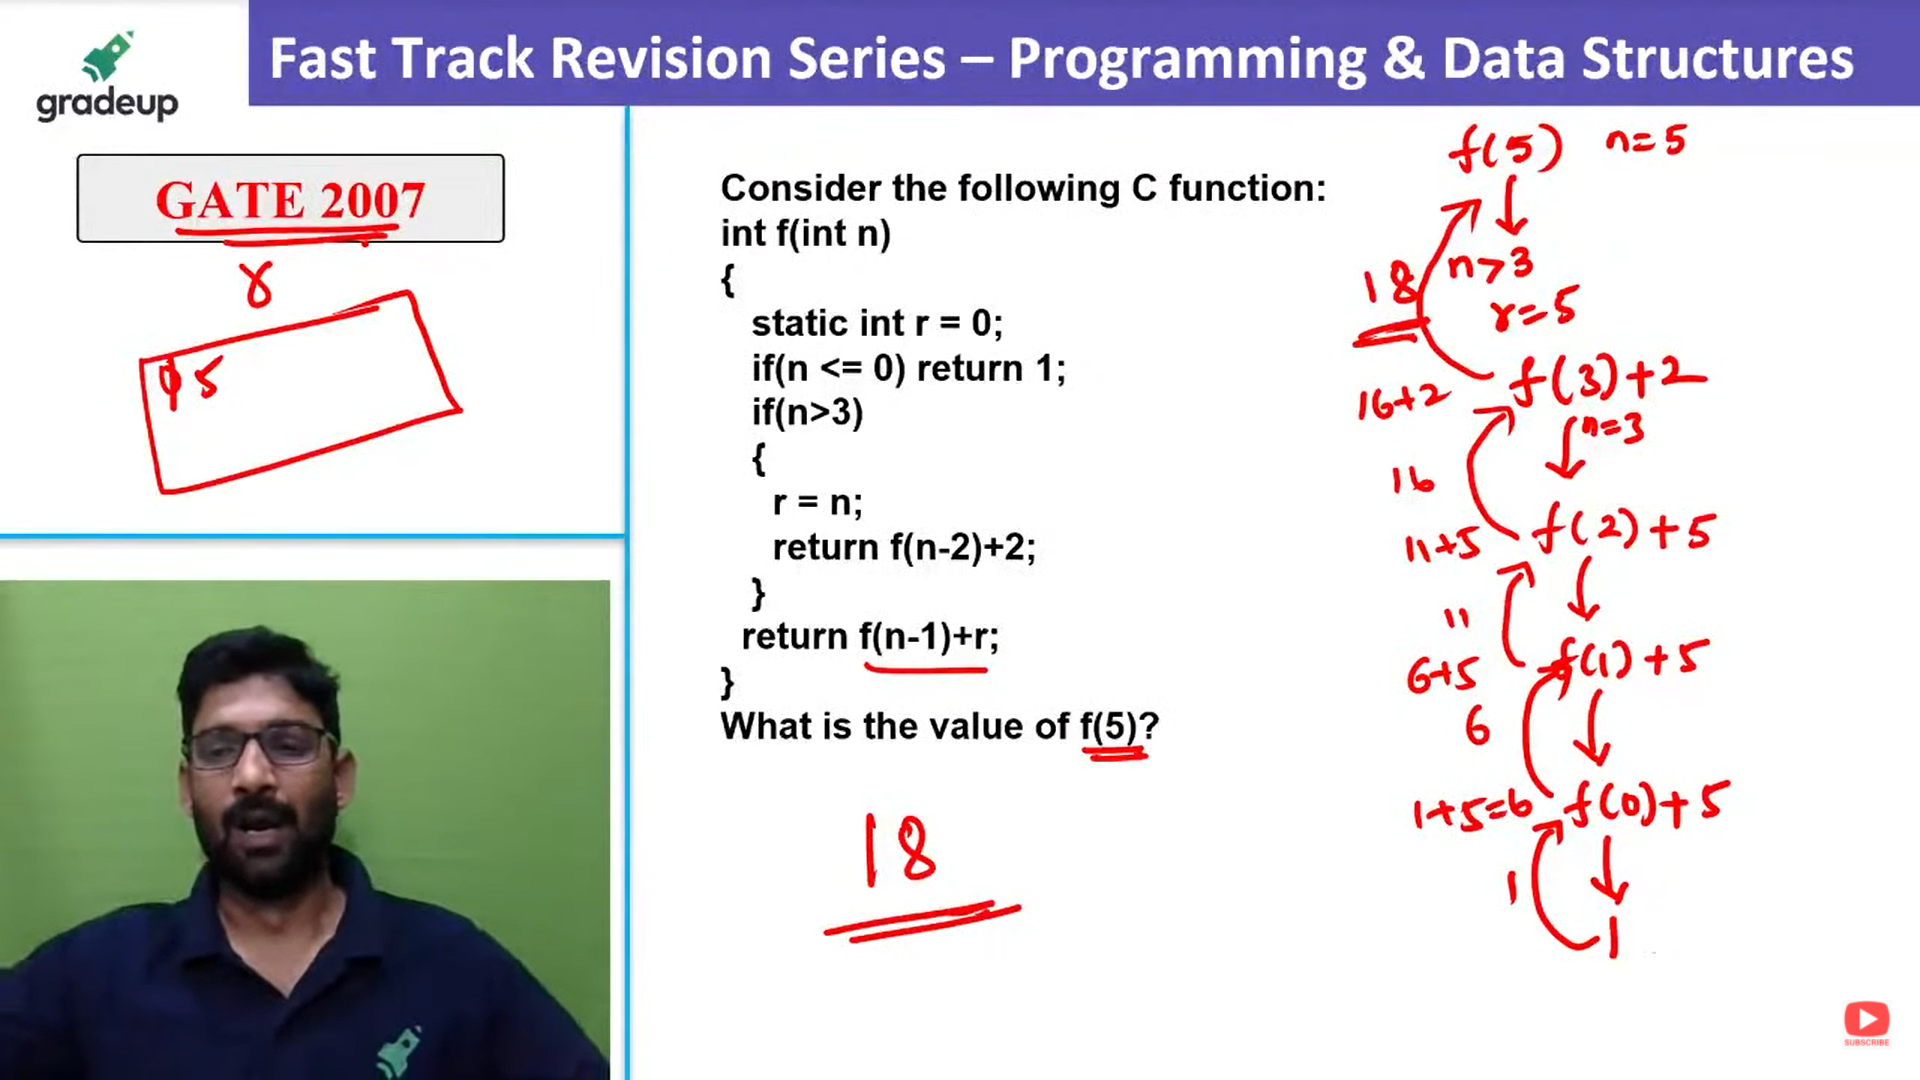 gradeup
Fast Track Revision Series – Programming & Data Structures
GATE 2007
r
0 5
Consider the following C function:
int f(int n)
{
static int r = 0;
if(n <= 0) return 1;
if(n>3)
{
r = n;
return f(n-2)+2;
}
return f(n-1)+r;
}
What is the value of f(5)?
18
f(5) n=5
n>3
18
r=5
f(3)+2
16+2
n=3
16
f(2)+5
11+5
11
f(1)+5
6+5
6
f(0)+5
1+5=6
1
1
SUBSCRIBE